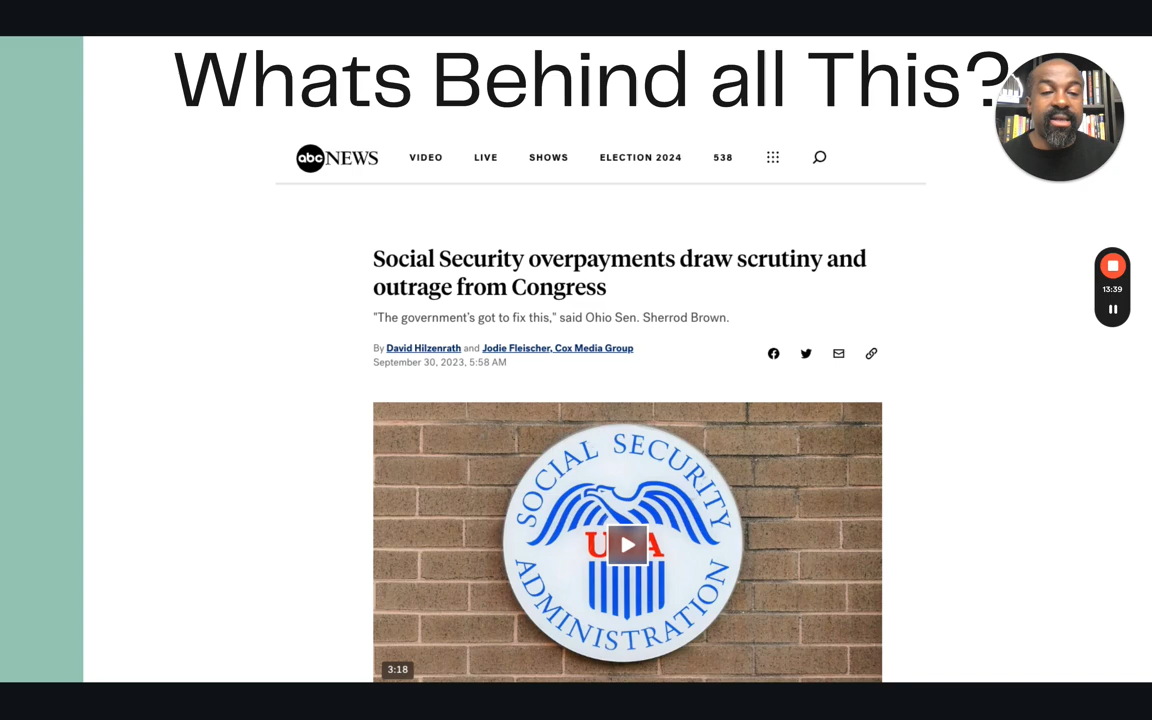 Whats Behind all This?
abc NEWS VIDEO LIVE SHOWS ELECTION 2024 538
Social Security overpayments draw scrutiny and
outrage from Congress
"The government's got to fix this," said Ohio Sen. Sherrod Brown.
By David Hilzenrath and Jodie Fleischer, Cox Media Group
September 30, 2023, 5:58 AM
13:39
SOCIAL SECURITY
ADMINISTRATION
3:18